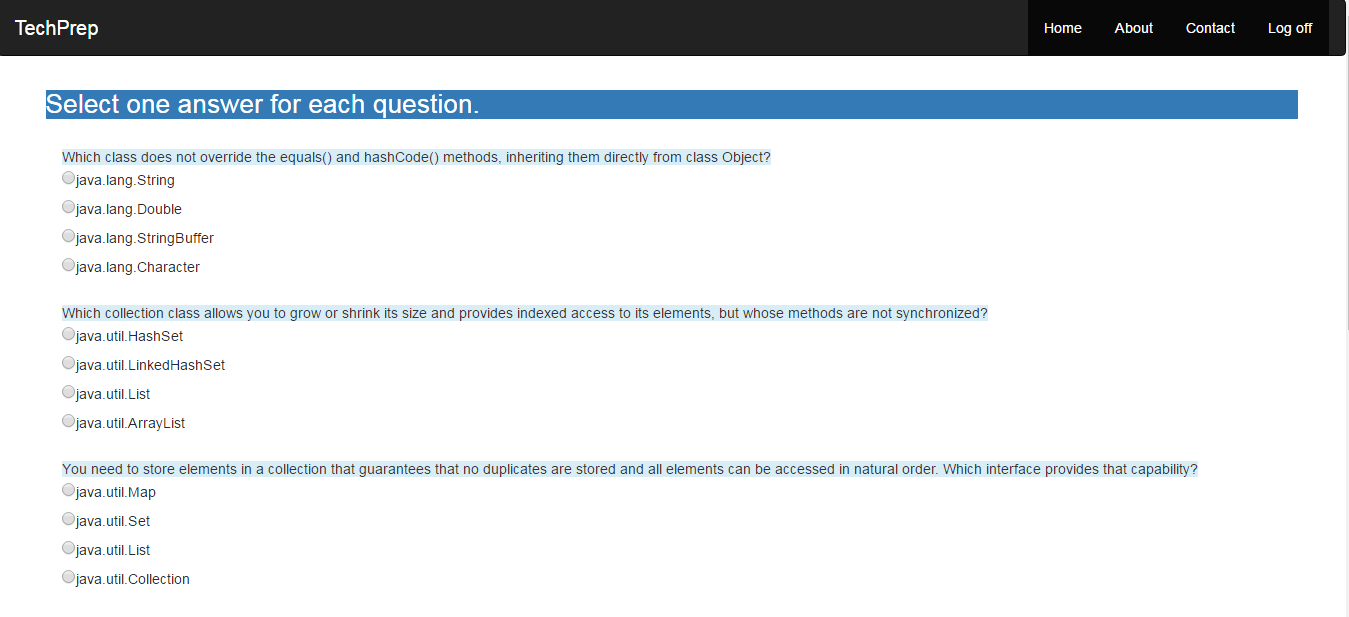 TechPrep
Home About Contact Log off
Select one answer for each question.
Which class does not override the equals() and hashCode() methods, inheriting them directly from class Object?
java.lang.String
java.lang.Double
java.lang.StringBuffer
java.lang.Character
Which collection class allows you to grow or shrink its size and provides indexed access to its elements, but whose methods are not synchronized?
java.util.HashSet
java.util.LinkedHashSet
java.util.List
java.util.ArrayList
You need to store elements in a collection that guarantees that no duplicates are stored and all elements can be accessed in natural order. Which interface provides that capability?
java.util.Map
java.util.Set
java.util.List
java.util.Collection